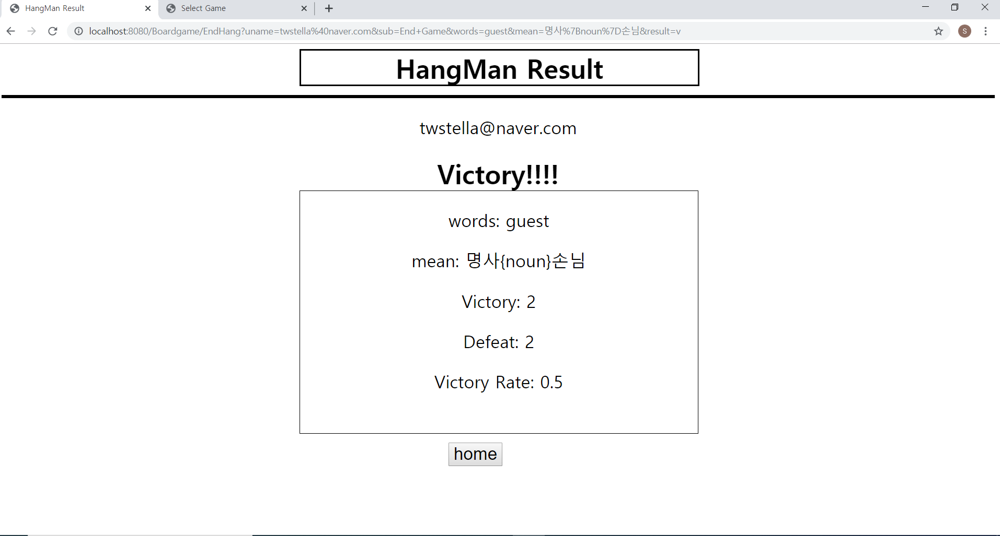 HangMan Result
Select Game
localhost:8080/Boardgame/EndHang?uname=twstella%40naver.com&sub=End+Game&words=guest&mean=명사%7Bnoun%7D손님&result=v
S
HangMan Result
twstella@naver.com
Victory!!!!
words: guest
mean: 명사{noun}손님
Victory: 2
Defeat: 2
Victory Rate: 0.5
home